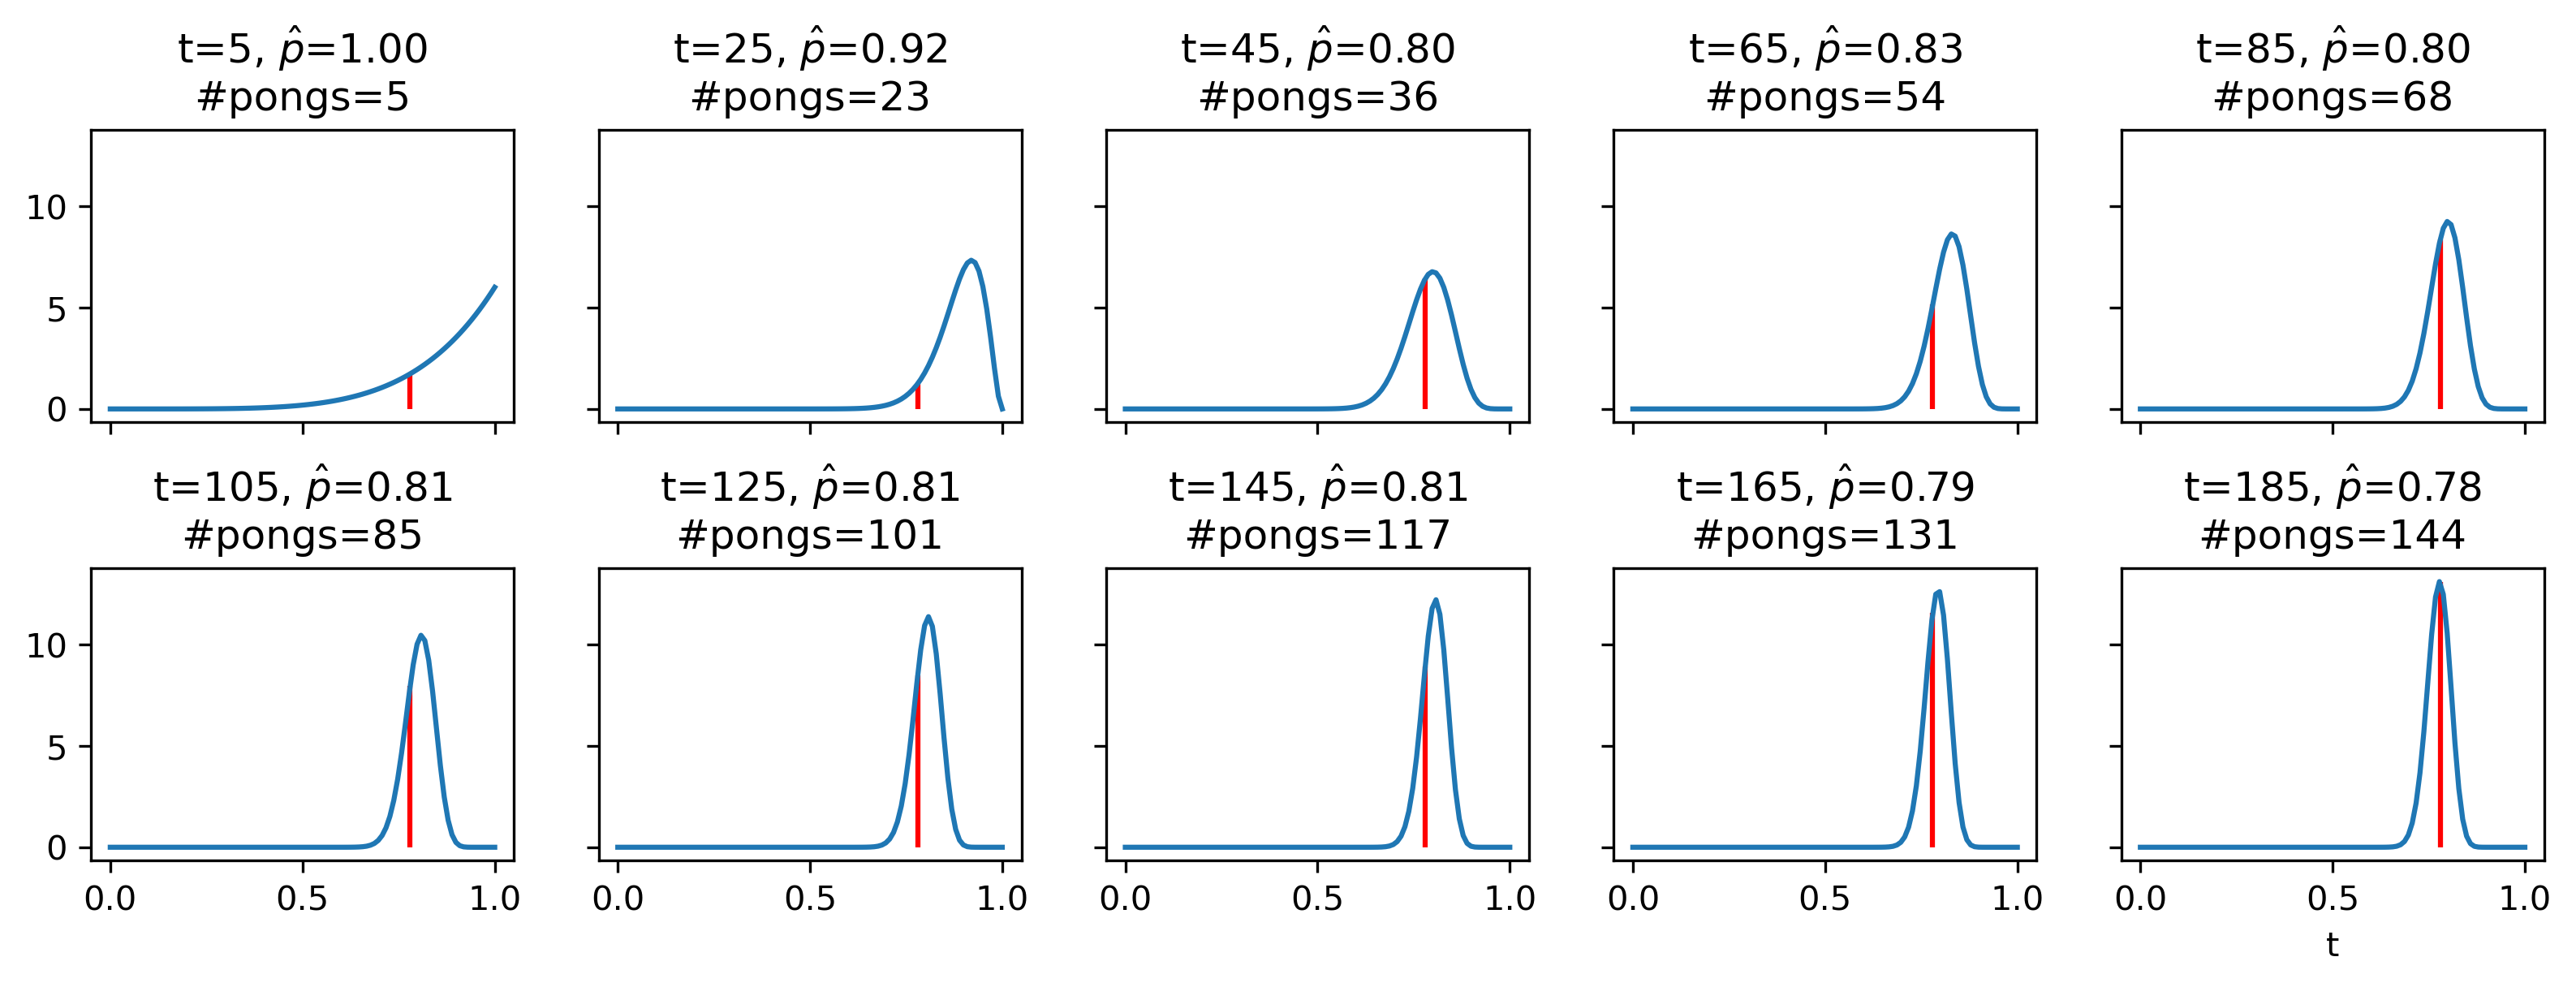 t=5, p̂=1.00
#pongs=5
t=25, p̂=0.92
#pongs=23
t=45, p̂=0.80
#pongs=36
t=65, p̂=0.83
#pongs=54
t=85, p̂=0.80
#pongs=68
10
5
0
t=105, p̂=0.81
#pongs=85
t=125, p̂=0.81
#pongs=101
t=145, p̂=0.81
#pongs=117
t=165, p̂=0.79
#pongs=131
t=185, p̂=0.78
#pongs=144
10
5
0
0.0 0.5 1.0
0.0 0.5 1.0
0.0 0.5 1.0
0.0 0.5 1.0
0.0 0.5 1.0
t